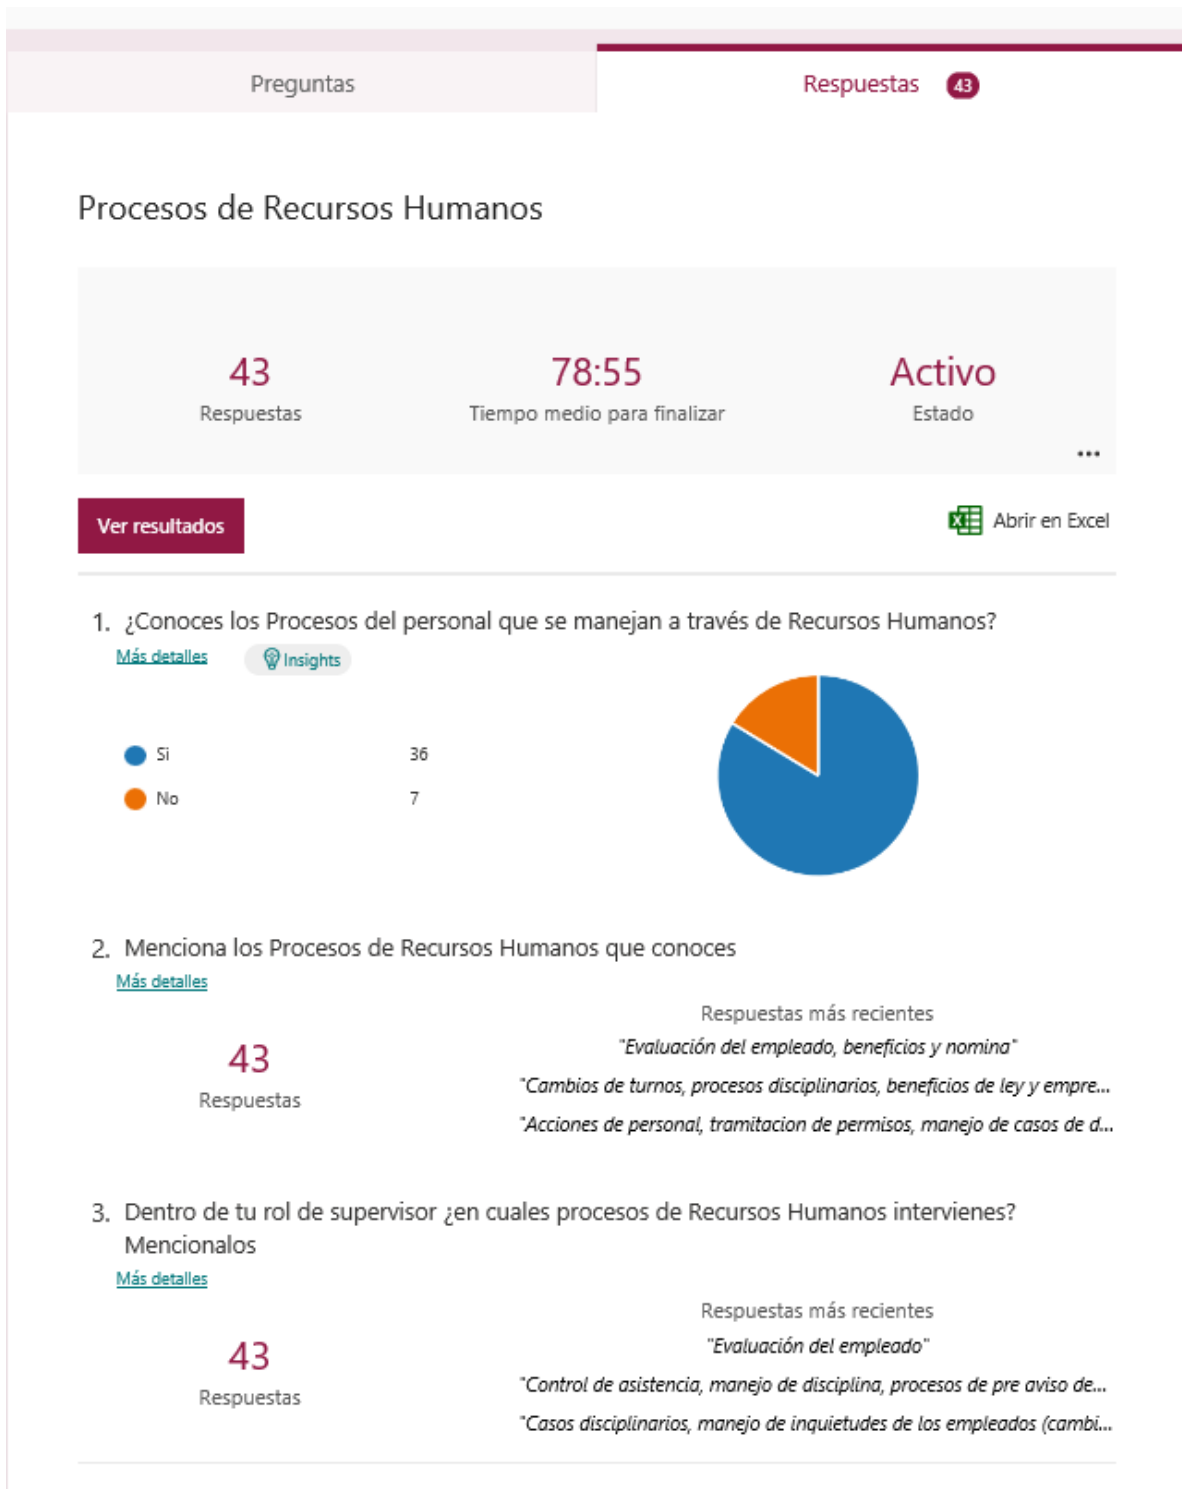 Preguntas
Respuestas 43
Procesos de Recursos Humanos
43
Respuestas
78:55
Tiempo medio para finalizar
Activo
Estado
...
Ver resultados
Abrir en Excel
1. ¿Conoces los Procesos del personal que se manejan a través de Recursos Humanos?
Más detalles
Insights
Si 36
No 7
2. Menciona los Procesos de Recursos Humanos que conoces
Más detalles
43
Respuestas
Respuestas más recientes
"Evaluación del empleado, beneficios y nomina"
"Cambios de turnos, procesos disciplinarios, beneficios de ley y empre...
"Acciones de personal, tramitacion de permisos, manejo de casos de d...
3. Dentro de tu rol de supervisor ¿en cuales procesos de Recursos Humanos intervienes?
Mencionalos
Más detalles
43
Respuestas
Respuestas más recientes
"Evaluación del empleado"
"Control de asistencia, manejo de disciplina, procesos de pre aviso de...
"Casos disciplinarios, manejo de inquietudes de los empleados (cambi...